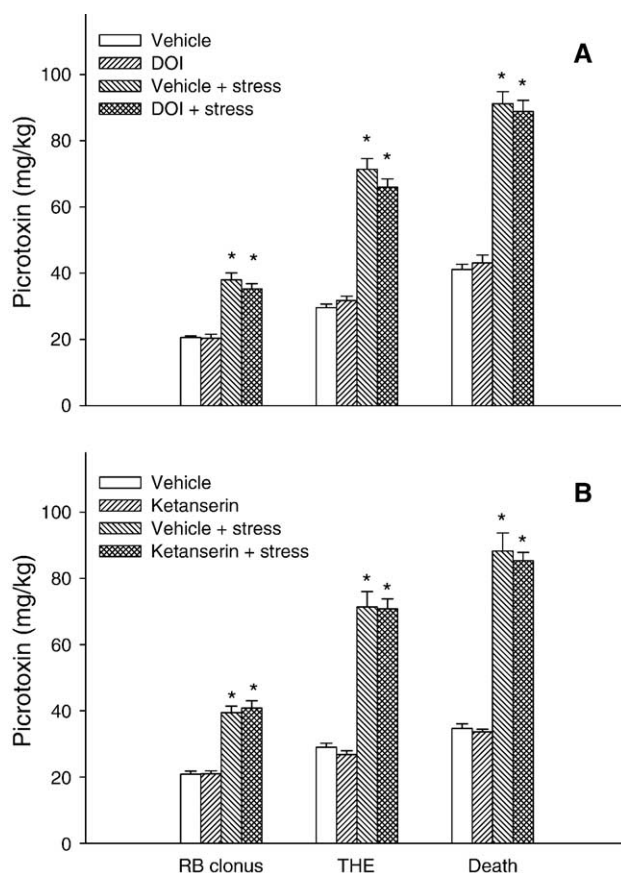 Vehicle
DOI
Vehicle + stress
DOI + stress
A
Picrotoxin (mg/kg)
100
80
60
40
20
0
* * * * * *
Vehicle
Ketanserin
Vehicle + stress
Ketanserin + stress
B
Picrotoxin (mg/kg)
100
80
60
40
20
0
* * * * * *
RB clonus THE Death